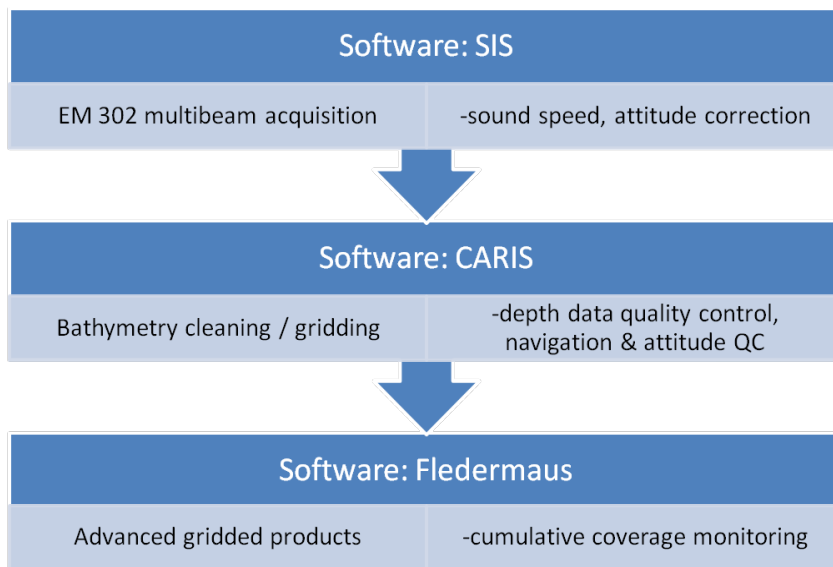 Software: SIS
EM 302 multibeam acquisition
-sound speed, attitude correction
Software: CARIS
Bathymetry cleaning / gridding
-depth data quality control,
navigation & attitude QC
Software: Fledermaus
Advanced gridded products
-cumulative coverage monitoring